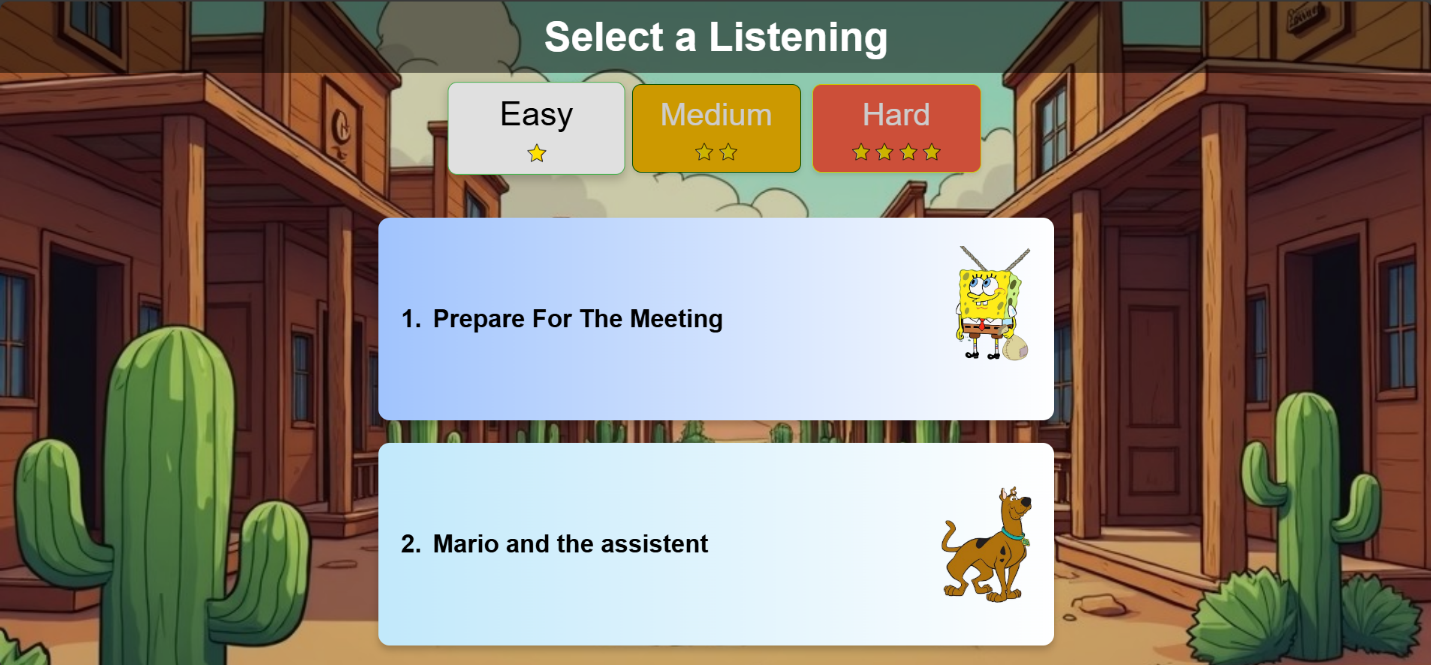 Select a Listening
Easy
Medium
Hard
1. Prepare For The Meeting
2. Mario and the assistent